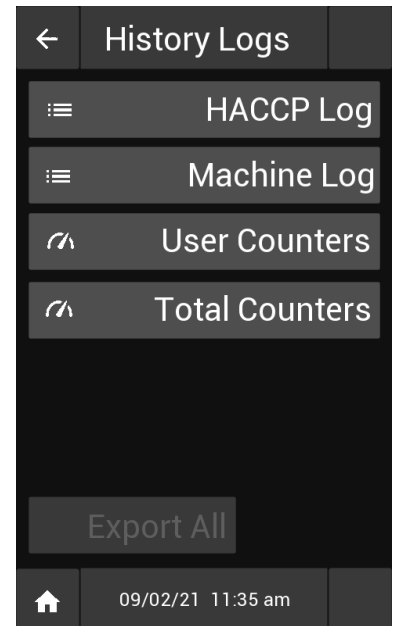 History Logs
HACCP Log
Machine Log
User Counters
Total Counters
Export All
09/02/21 11:35 am